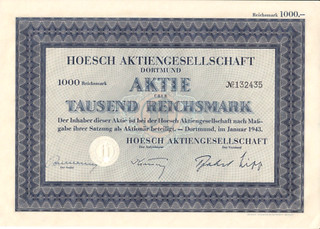 Reichsmark 1000,—
HOESCH AKTIENGESELLSCHAFT
DORTMUND
1000 Reichsmark
AKTIE
№132435
ÜBER
TAUSEND REICHSMARK
Der Inhaber dieser Aktie ist bei der Hoesch Aktiengesellschaft nach Maß-
gabe ihrer Satzung als Aktionär beteiligt. — Dortmund, im Januar 1943.
HOESCH AKTIENGESELLSCHAFT
Der Aufsichtsrat
Der Vorstand